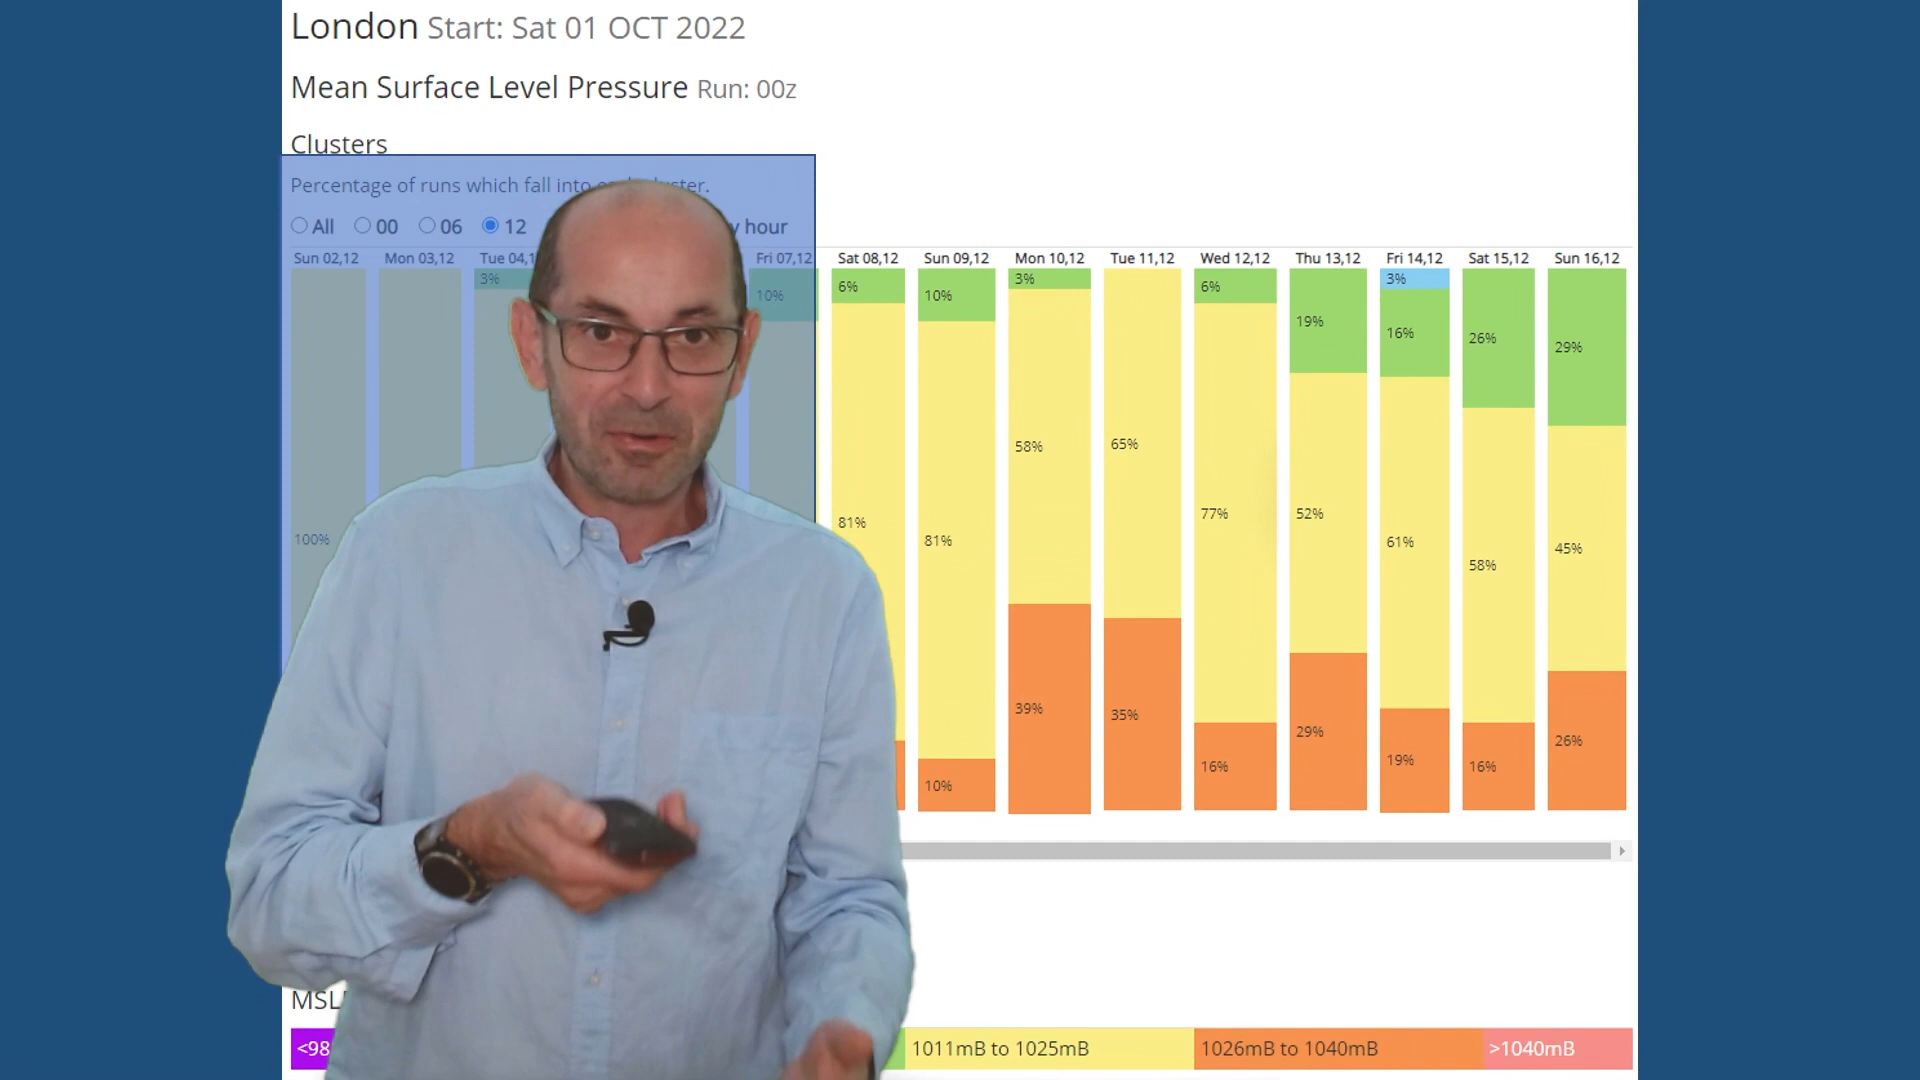 London Start: Sat 01 OCT 2022
Mean Surface Level Pressure Run: 00z
Clusters
Percentage of runs which fall into
All 00 06 12 hour
Sun 02,12 Mon 03,12 Tue 04,1 Fri 07,12 Sat 08,12 Sun 09,12 Mon 10,12 Tue 11,12 Wed 12,12 Thu 13,12 Fri 14,12 Sat 15,12 Sun 16,12
3% 10% 6% 10% 3% 6% 19% 3% 26% 29%
16%
100% 81% 81% 58% 65% 77% 52% 61% 58% 45%
10% 39% 35% 16% 29% 19% 16% 26%
MSL
<98 1011mB to 1025mB 1026mB to 1040mB >1040mB